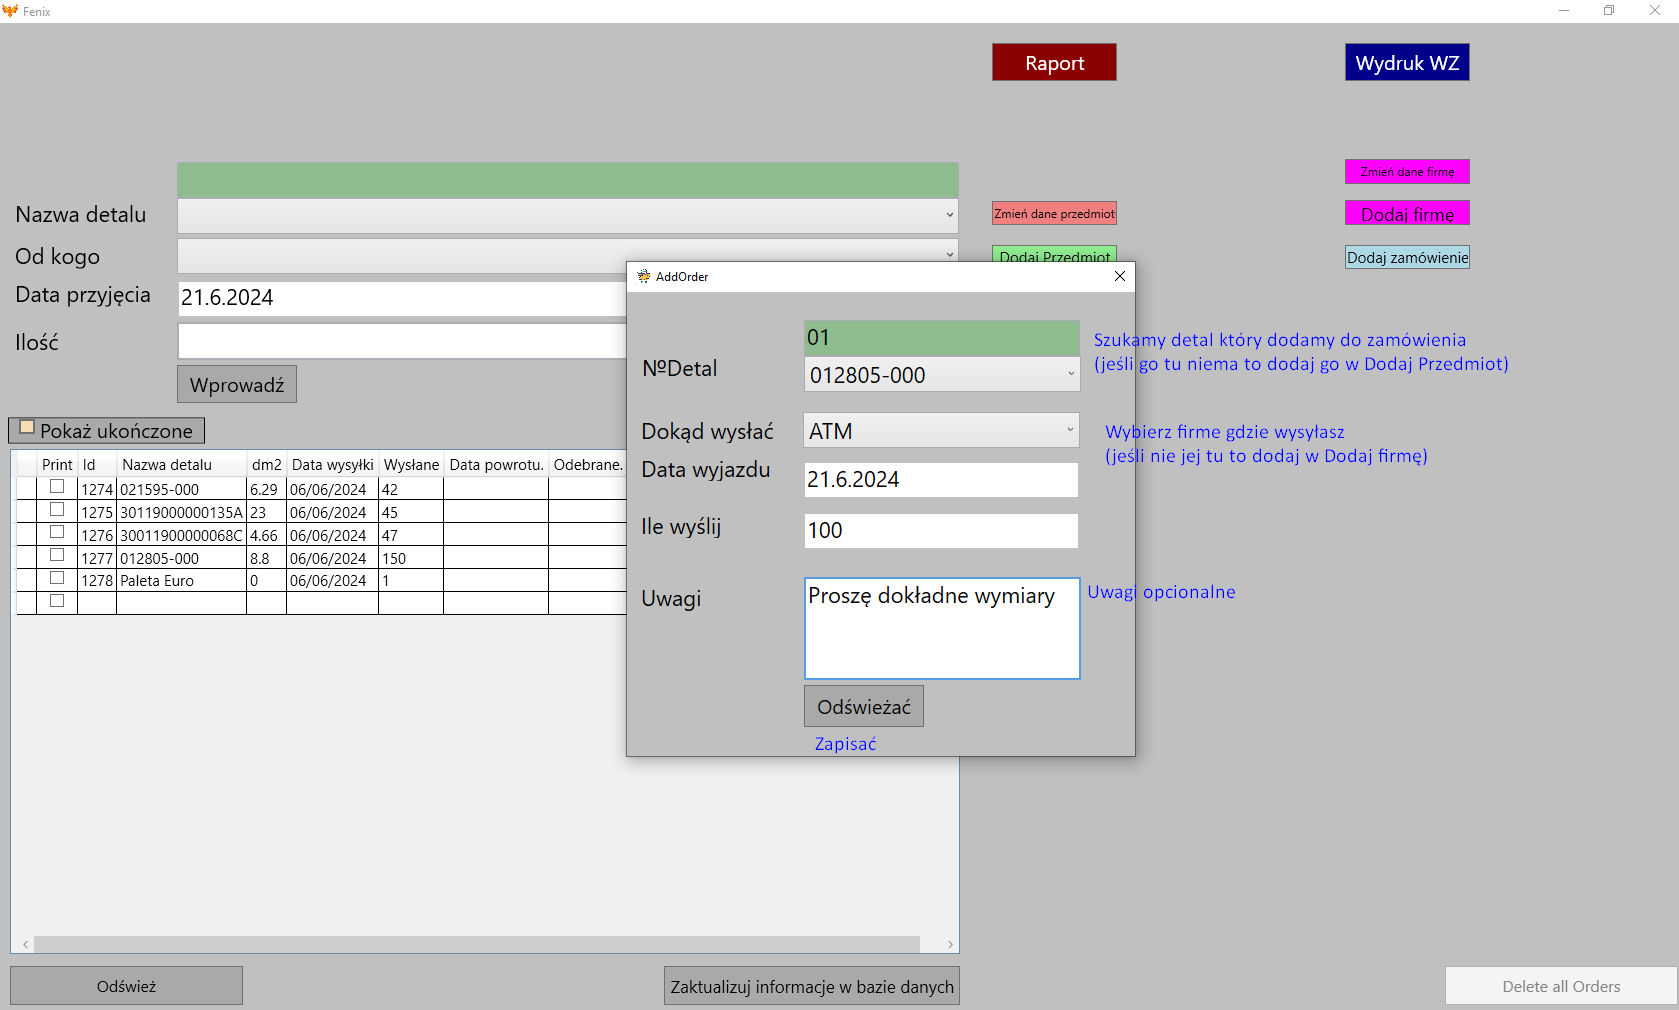 Fenix
Raport
Wydruk WZ
Zmień dane firmę
Nazwa detalu
Zmień dane przedmiot
Dodaj firmę
Od kogo
Dodaj Przedmiot
Dodaj zamówienie
Data przyjęcia
21.6.2024
Ilość
Wprowadź
Pokaż ukończone
AddOrder
01
NºDetal
012805-000
Szukamy detal który dodamy do zamówienia
(jeśli go tu niema to dodaj go w Dodaj Przedmiot)
Dokąd wysłać
ATM
Wybierz firme gdzie wysyłasz
(jeśli nie jej tu to dodaj w Dodaj firmę)
Data wyjazdu
21.6.2024
Ile wyślij
100
Uwagi
Proszę dokładne wymiary
Uwagi opcionalne
Odświeżać
Zapisać
Print Id Nazwa detalu dm2 Data wysyłki Wysłane Data powrotu. Odebrane.
1274 021595-000 6.29 06/06/2024 42
1275 30119000000135A 23 06/06/2024 45
1276 30011900000068C 4.66 06/06/2024 47
1277 012805-000 8.8 06/06/2024 150
1278 Paleta Euro 0 06/06/2024 1
Odśwież
Zaktualizuj informacje w bazie danych
Delete all Orders